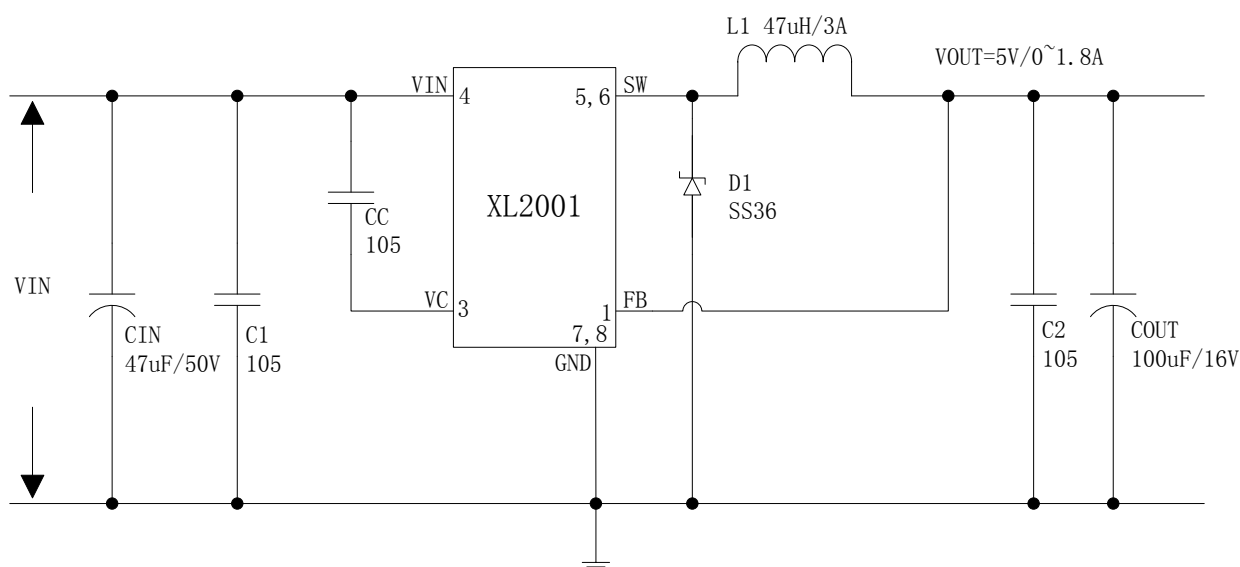 L1 47uH/3A
VOUT=5V/0~1.8A
VIN
4
5,6
SW
XL2001
D1
SS36
CC
105
VIN
VC
3
1
FB
7,8
GND
CIN
47uF/50V
C1
105
C2
105
COUT
100uF/16V